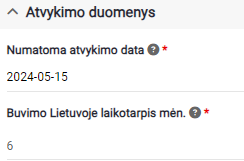 Atvykimo duomenys
Numatoma atvykimo data ? *
2024-05-15
Buvimo Lietuvoje laikotarpis mėn. ? *
6